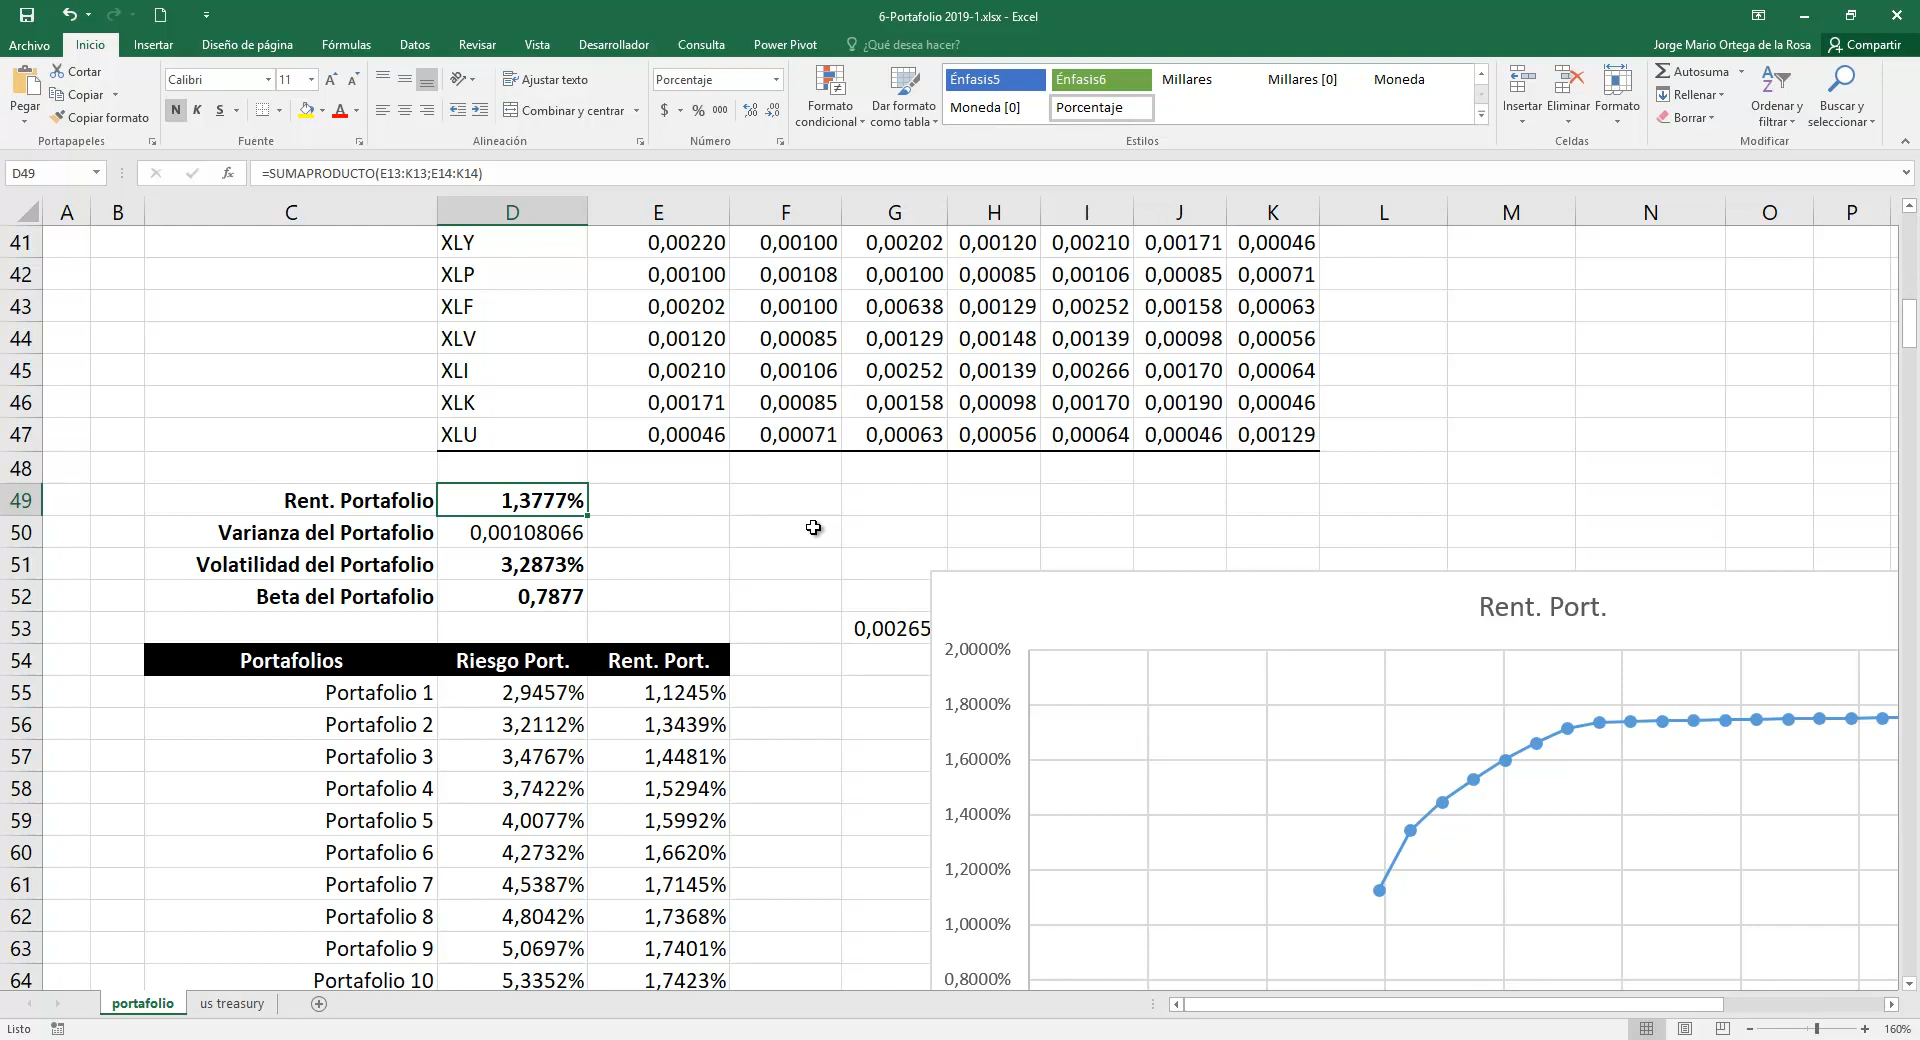 6-Portafolio 2019-1.xlsx - Excel
Archivo Inicio Insertar Diseño de página Fórmulas Datos Revisar Vista Desarrollador Consulta Power Pivot ¿Qué desea hacer? Jorge Mario Ortega de la Rosa Compartir
Pegar
Cortar
Copiar
Copiar formato
Portapapeles
Calibri 11
N K S
Fuente
Ajustar texto
Combinar y centrar
Alineación
Porcentaje
$ % 000
Número
Formato condicional
Dar formato como tabla
Énfasis5 Énfasis6 Millares Millares [0] Moneda
Moneda [0] Porcentaje
Estilos
Insertar Eliminar Formato
Celdas
Autosuma
Rellenar
Borrar
Ordenar y filtrar
Buscar y seleccionar
Modificar
D49 fx =SUMAPRODUCTO(E13:K13;E14:K14)
A B C D E F G H I J K L M N O P
41 XLY 0,00220 0,00100 0,00202 0,00120 0,00210 0,00171 0,00046
42 XLP 0,00100 0,00108 0,00100 0,00085 0,00106 0,00085 0,00071
43 XLF 0,00202 0,00100 0,00638 0,00129 0,00252 0,00158 0,00063
44 XLV 0,00120 0,00085 0,00129 0,00148 0,00139 0,00098 0,00056
45 XLI 0,00210 0,00106 0,00252 0,00139 0,00266 0,00170 0,00064
46 XLK 0,00171 0,00085 0,00158 0,00098 0,00170 0,00190 0,00046
47 XLU 0,00046 0,00071 0,00063 0,00056 0,00064 0,00046 0,00129
48
49 Rent. Portafolio 1,3777%
50 Varianza del Portafolio 0,00108066
51 Volatilidad del Portafolio 3,2873%
52 Beta del Portafolio 0,7877
53 0,00265
54 Portafolios Riesgo Port. Rent. Port.
55 Portafolio 1 2,9457% 1,1245%
56 Portafolio 2 3,2112% 1,3439%
57 Portafolio 3 3,4767% 1,4481%
58 Portafolio 4 3,7422% 1,5294%
59 Portafolio 5 4,0077% 1,5992%
60 Portafolio 6 4,2732% 1,6620%
61 Portafolio 7 4,5387% 1,7145%
62 Portafolio 8 4,8042% 1,7368%
63 Portafolio 9 5,0697% 1,7401%
64 Portafolio 10 5,3352% 1,7423%
Rent. Port.
2,0000%
1,8000%
1,6000%
1,4000%
1,2000%
1,0000%
0,8000%
portafolio us treasury
Listo 160%